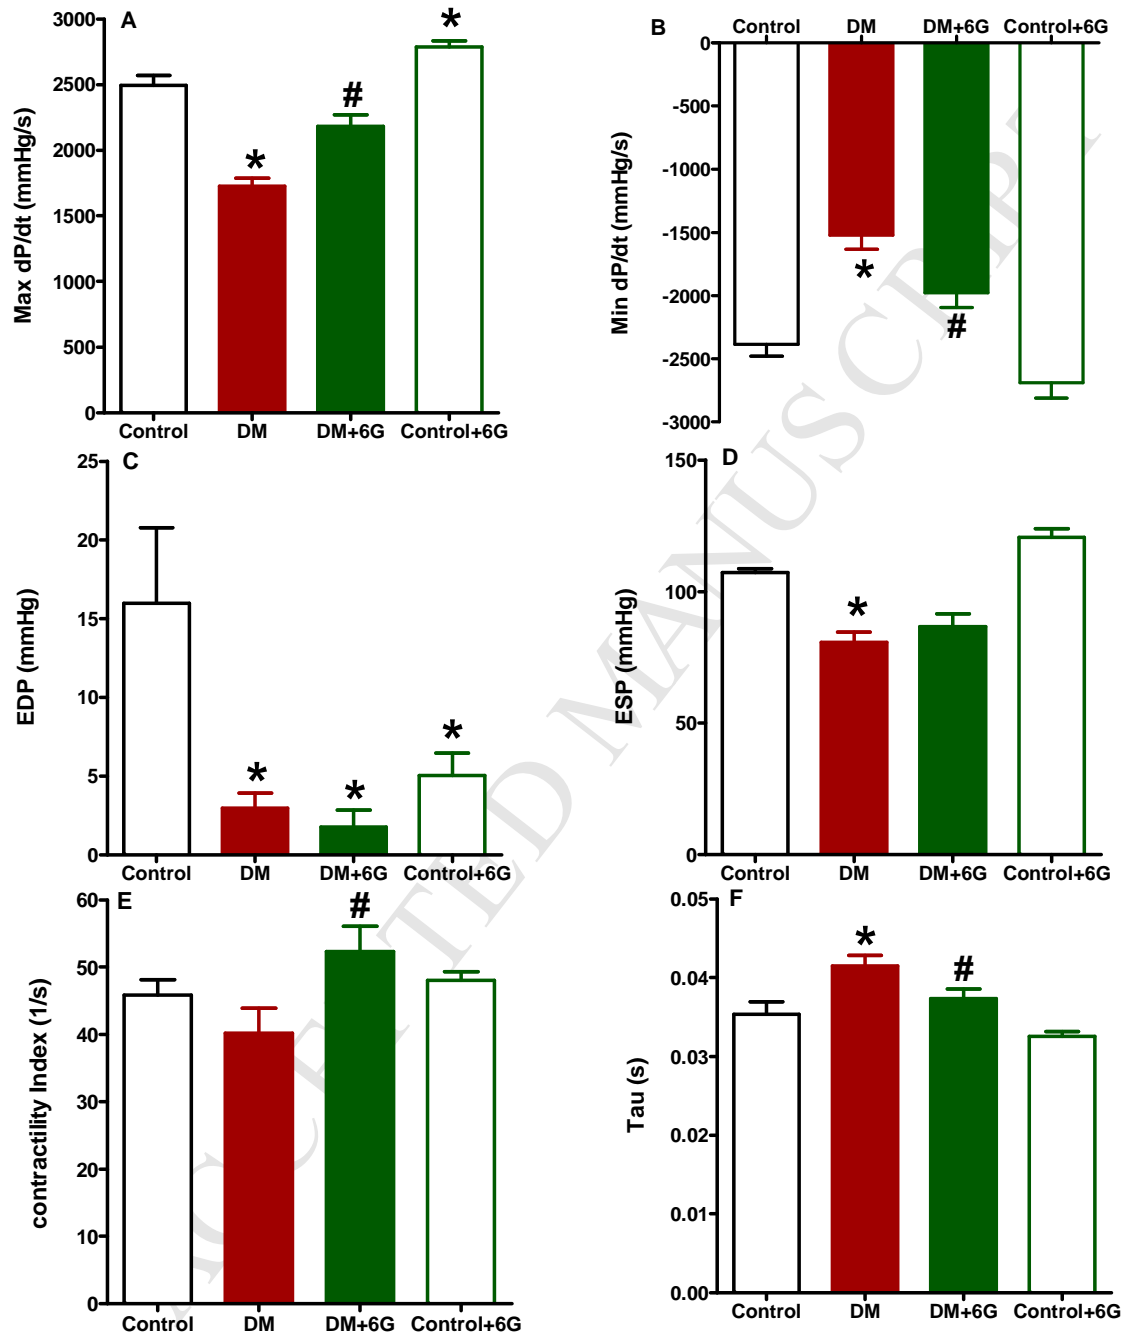 A
Max dP/dt (mmHg/s)
3000
2500
2000
1500
1000
500
0
*
#
*
Control DM DM+6G Control+6G
B
Min dP/dt (mmHg/s)
Control DM DM+6G Control+6G
0
-500
-1000
-1500
-2000
-2500
-3000
*
#
C
EDP (mmHg)
25
20
15
10
5
0
*
*
*
Control DM DM+6G Control+6G
D
ESP (mmHg)
150
100
50
0
*
Control DM DM+6G Control+6G
E
contractility Index (1/s)
60
50
40
30
20
10
0
#
Control DM DM+6G Control+6G
F
Tau (s)
0.05
0.04
0.03
0.02
0.01
0.00
*
#
Control DM DM+6G Control+6G
ACCEPTED MANUSCRIPT